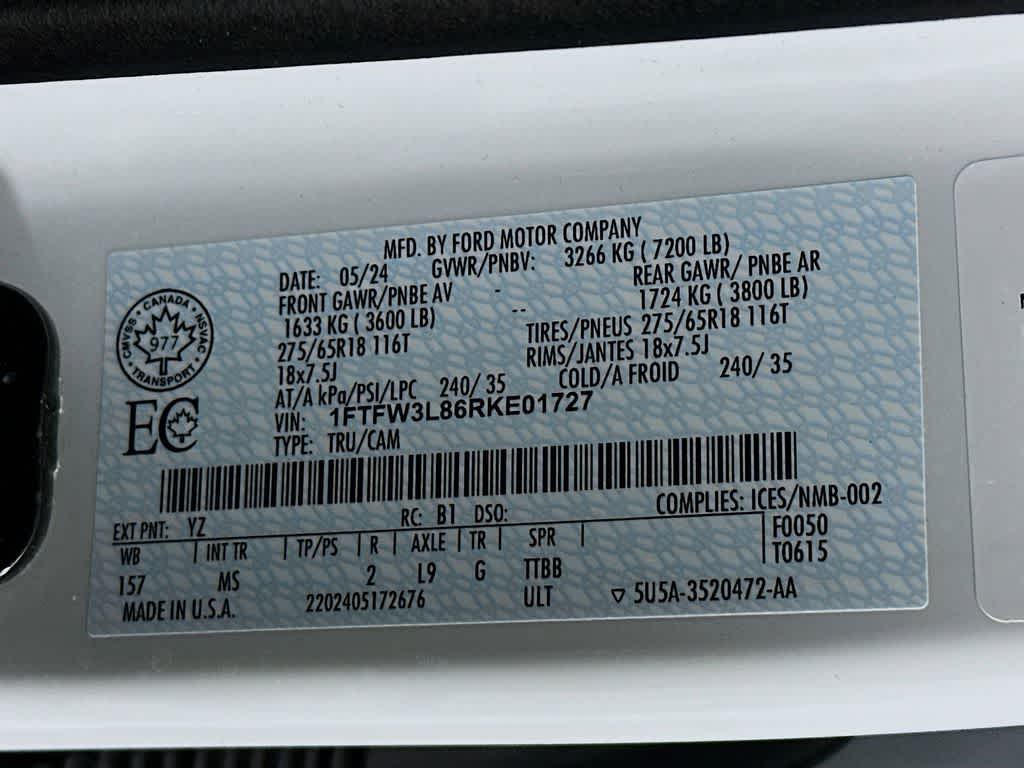 MFD. BY FORD MOTOR COMPANY
DATE: 05/24 GVWR/PNBV: 3266 KG ( 7200 LB)
FRONT GAWR/PNBE AV - REAR GAWR/ PNBE AR
1633 KG ( 3600 LB) -- 1724 KG ( 3800 LB)
275/65R18 116T TIRES/PNEUS 275/65R18 116T
18x7.5J RIMS/JANTES 18x7.5J
AT/A kPa/PSI/LPC 240/ 35 COLD/A FROID 240/ 35
VIN: 1FTFW3L86RKE01727
TYPE: TRU/CAM
CANADA
CMVSS NSVAC
977
TRANSPORT
EC
COMPLIES: ICES/NMB-002
EXT PNT: YZ RC: B1 DSO:
F0050
WB | INT TR | TP/PS | R | AXLE | TR | SPR |
T0615
157 MS 2 L9 G TTBB
MADE IN U.S.A. 2202405172676 ULT ▽ 5U5A-3520472-AA